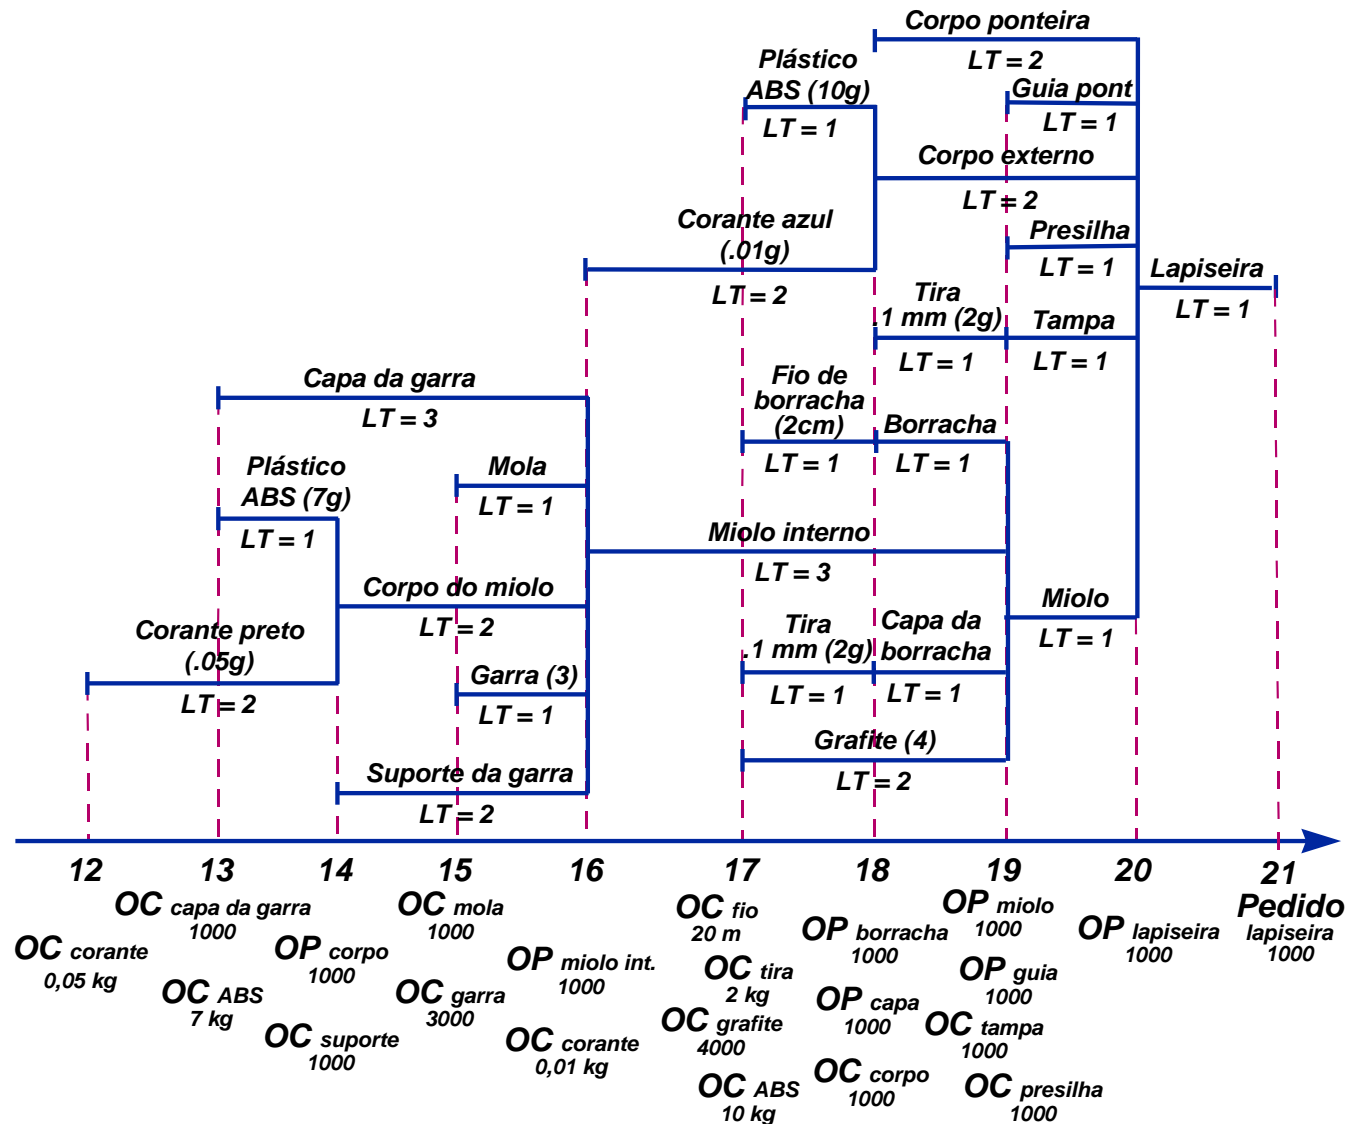 Corpo ponteira
LT = 2
Plástico
ABS (10g)
LT = 1
Guia pont
LT = 1
Corpo externo
LT = 2
Corante azul
(.01g)
LT = 2
Presilha
LT = 1
Lapiseira
LT = 1
Tira
.1 mm (2g)
LT = 1
Tampa
LT = 1
Capa da garra
LT = 3
Fio de
borracha
(2cm)
LT = 1
Borracha
LT = 1
Plástico
ABS (7g)
LT = 1
Mola
LT = 1
Miolo interno
LT = 3
Corpo do miolo
LT = 2
Miolo
LT = 1
Corante preto
(.05g)
LT = 2
Tira
.1 mm (2g)
LT = 1
Capa da
borracha
LT = 1
Garra (3)
LT = 1
Grafite (4)
LT = 2
Suporte da garra
LT = 2
12 13 14 15 16 17 18 19 20 21
OC corante
0,05 kg
OC capa da garra
1000
OC ABS
7 kg
OP corpo
1000
OC suporte
1000
OC mola
1000
OC garra
3000
OP miolo int.
1000
OC corante
0,01 kg
OC fio
20 m
OC tira
2 kg
OC grafite
4000
OC ABS
10 kg
OP borracha
1000
OP capa
1000
OC corpo
1000
OP miolo
1000
OP guia
1000
OC tampa
1000
OC presilha
1000
OP lapiseira
1000
Pedido
lapiseira
1000